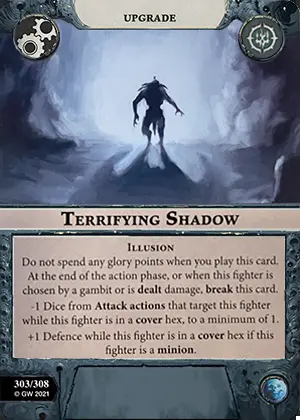 UPGRADE
TERRIFYING SHADOW
ILLUSION
Do not spend any glory points when you play this card.
At the end of the action phase, or when this fighter is
chosen by a gambit or is dealt damage, break this card.
-1 Dice from Attack actions that target this fighter
while this fighter is in a cover hex, to a minimum of 1.
+1 Defence while this fighter is in a cover hex if this
fighter is a minion.
303/308
© GW 2021